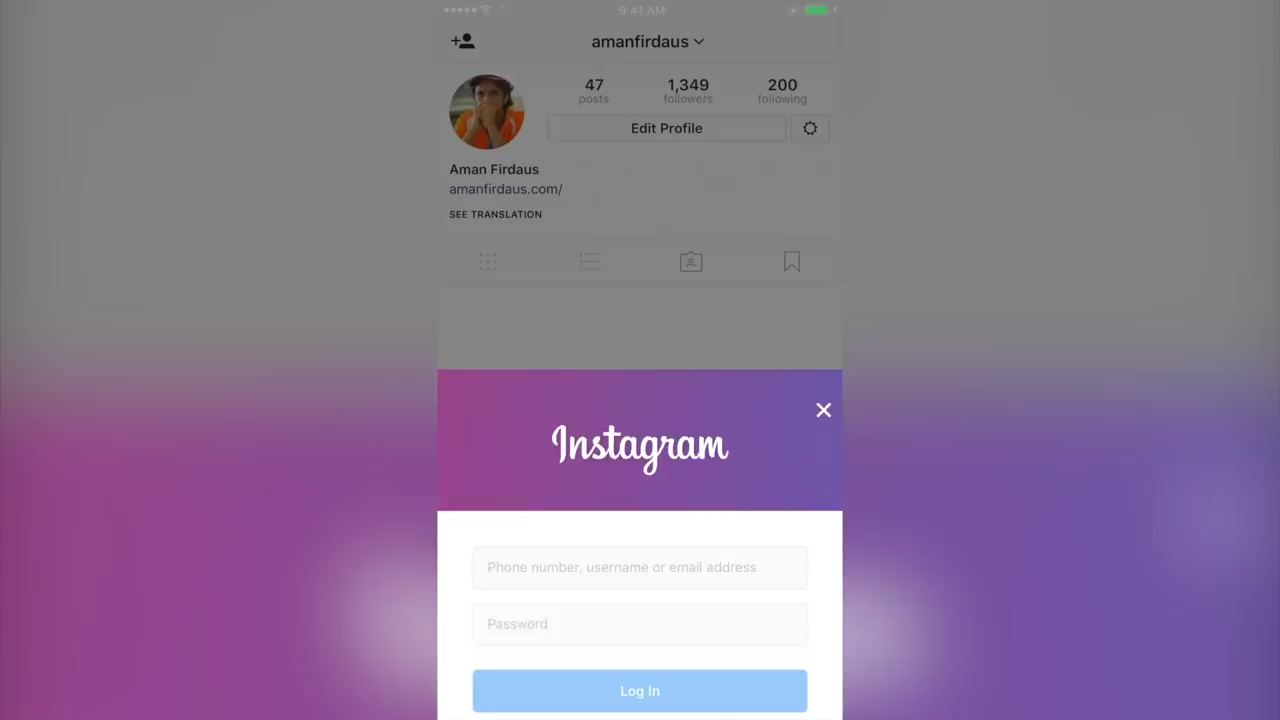 9:41 AM
amanfirdaus
47 1,349 200
posts followers following
Edit Profile
Aman Firdaus
amanfirdaus.com/
SEE TRANSLATION
Instagram
Phone number, username or email address
Password
Log In